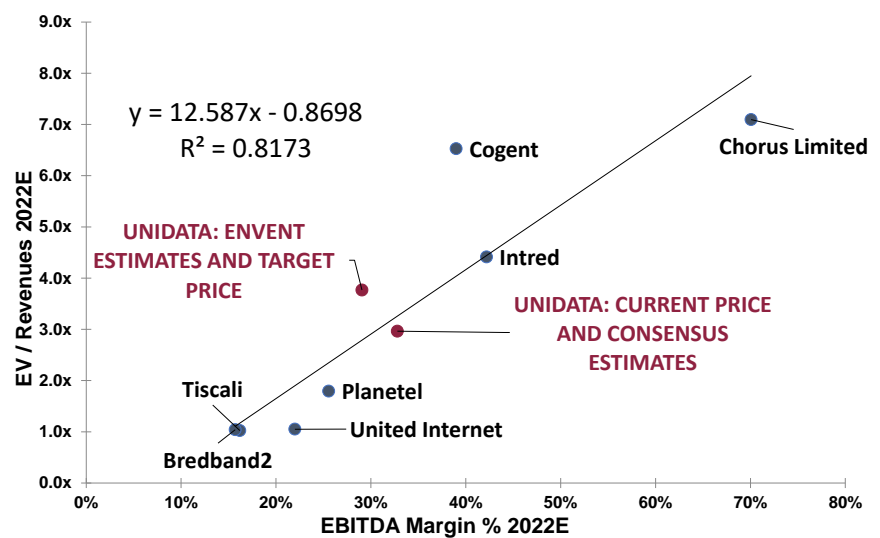 9.0x
8.0x
7.0x
6.0x
5.0x
4.0x
3.0x
2.0x
1.0x
0.0x
EV / Revenues 2022E
y = 12.587x - 0.8698
R² = 0.8173
Cogent
Chorus Limited
UNIDATA: ENVENT
ESTIMATES AND TARGET
PRICE
Intred
UNIDATA: CURRENT PRICE
AND CONSENSUS
ESTIMATES
Tiscali
Planetel
United Internet
Bredband2
0%
10%
20%
30%
40%
50%
60%
70%
80%
EBITDA Margin % 2022E